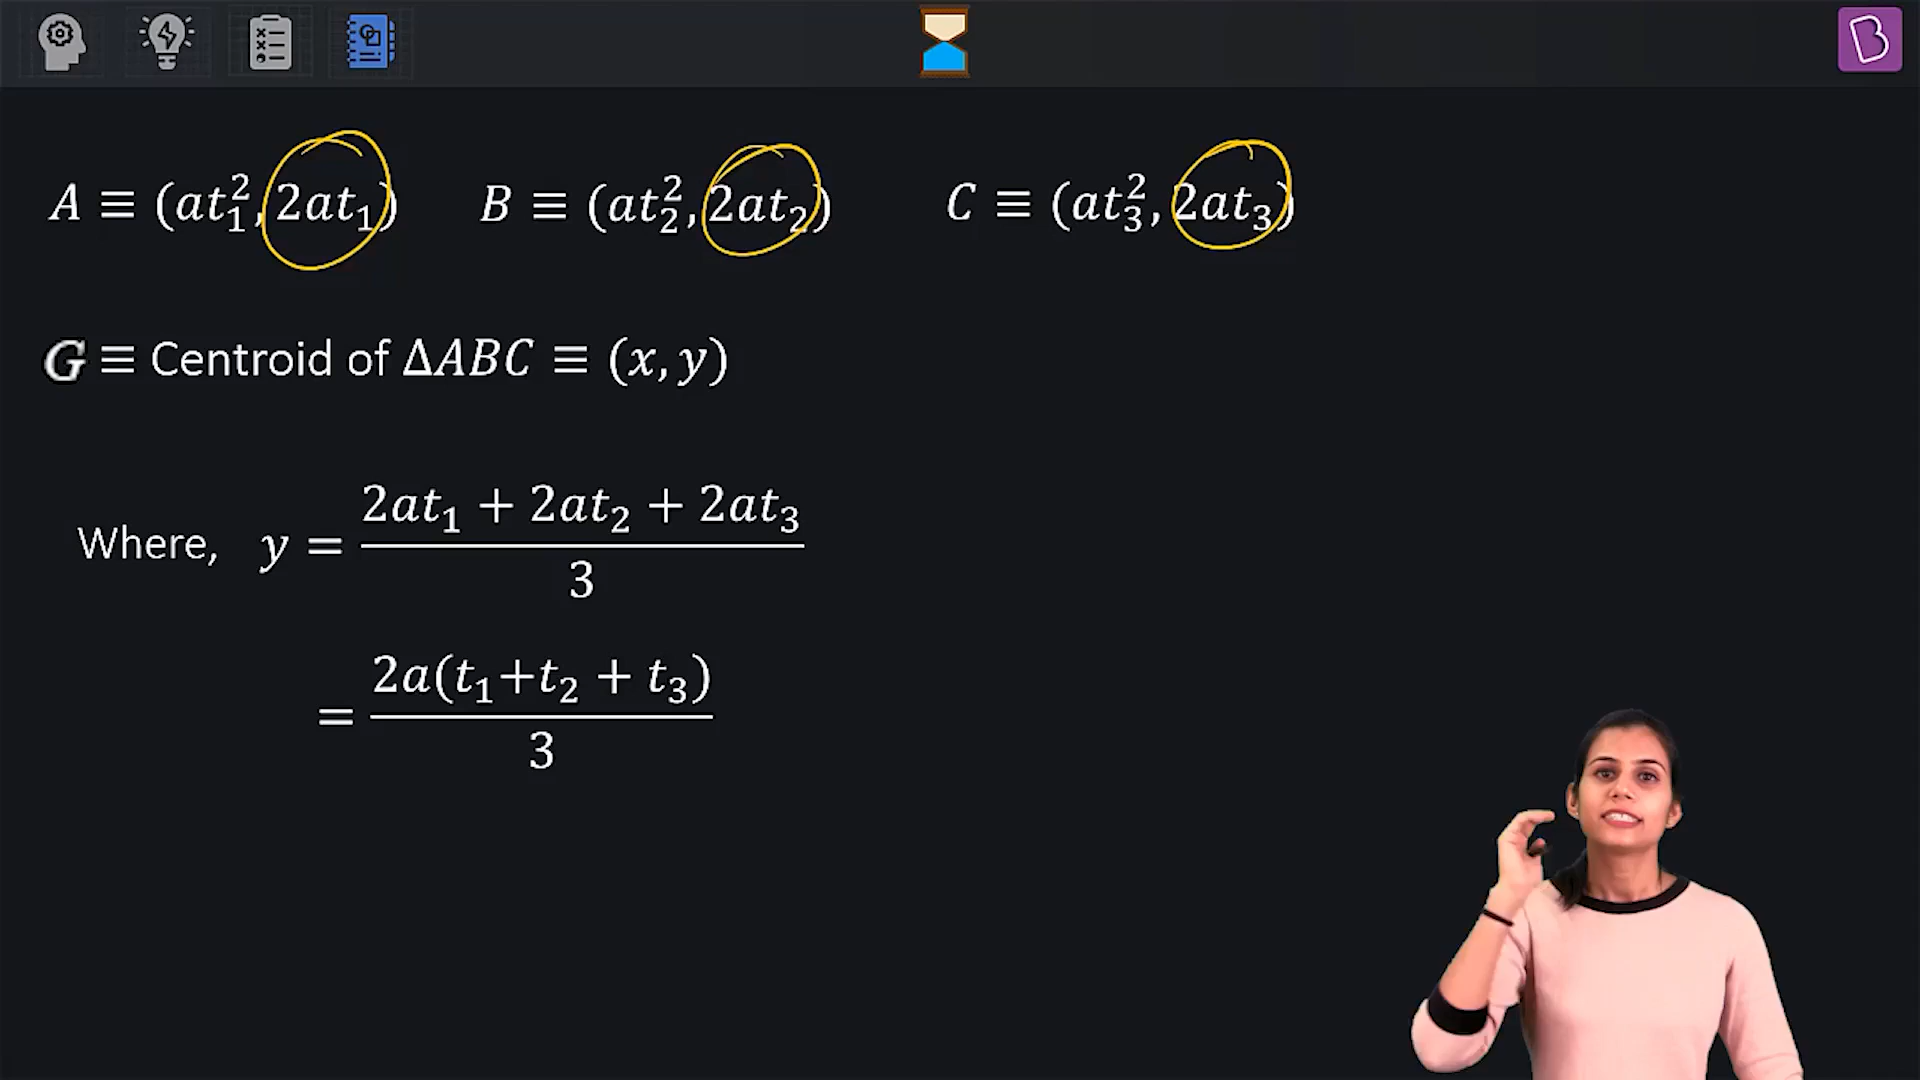 A ≡ (at₁², 2at₁) B ≡ (at₂², 2at₂) C ≡ (at₃², 2at₃)
G ≡ Centroid of ΔABC ≡ (x, y)
Where, y = (2at₁ + 2at₂ + 2at₃)/3
= 2a(t₁+t₂ + t₃)/3
B